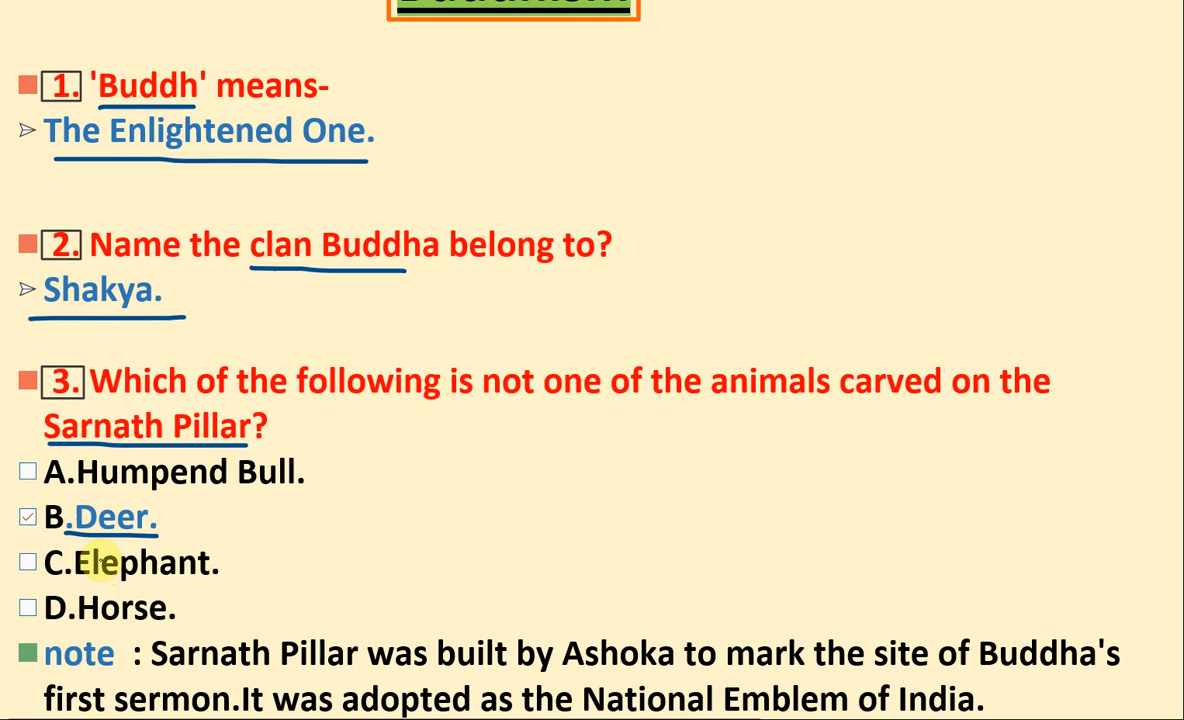 1. 'Buddh' means-
The Enlightened One.
2. Name the clan Buddha belong to?
Shakya.
3. Which of the following is not one of the animals carved on the
Sarnath Pillar?
A.Humpend Bull.
B.Deer.
C.Elephant.
D.Horse.
note : Sarnath Pillar was built by Ashoka to mark the site of Buddha's
first sermon.It was adopted as the National Emblem of India.